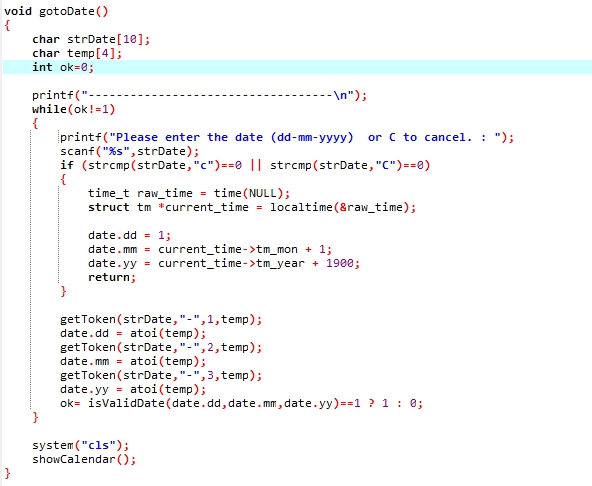 void gotoDate()
{
    char strDate[10];
    char temp[4];
    int ok=0;

    printf("-----------------------------------\n");
    while(ok!=1)
    {
        printf("Please enter the date (dd-mm-yyyy)  or C to cancel. : ");
        scanf("%s",strDate);
        if (strcmp(strDate,"c")==0 || strcmp(strDate,"C")==0)
        {
            time_t raw_time = time(NULL);
            struct tm *current_time = localtime(&raw_time);

            date.dd = 1;
            date.mm = current_time->tm_mon + 1;
            date.yy = current_time->tm_year + 1900;
            return;
        }

        getToken(strDate,"-",1,temp);
        date.dd = atoi(temp);
        getToken(strDate,"-",2,temp);
        date.mm = atoi(temp);
        getToken(strDate,"-",3,temp);
        date.yy = atoi(temp);
        ok= isValidDate(date.dd,date.mm,date.yy)==1 ? 1 : 0;
    }

    system("cls");
    showCalendar();
}